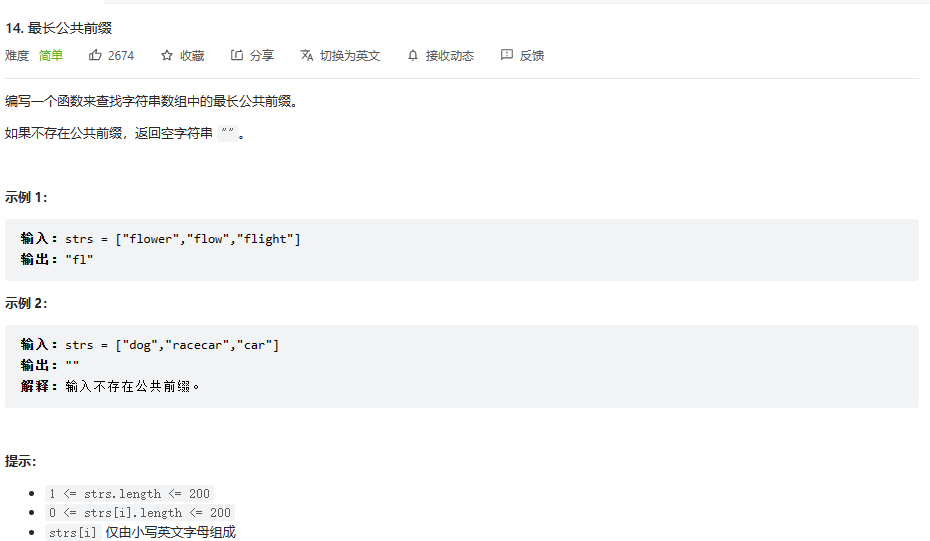 14. 最长公共前缀
难度 简单 2674 收藏 分享 切换为英文 接收动态 反馈
编写一个函数来查找字符串数组中的最长公共前缀。
如果不存在公共前缀，返回空字符串 ""。
示例 1：
输入：strs = ["flower","flow","flight"]
输出："fl"
示例 2：
输入：strs = ["dog","racecar","car"]
输出：""
解释：输入不存在公共前缀。
提示：
1 <= strs.length <= 200
0 <= strs[i].length <= 200
strs[i] 仅由小写英文字母组成